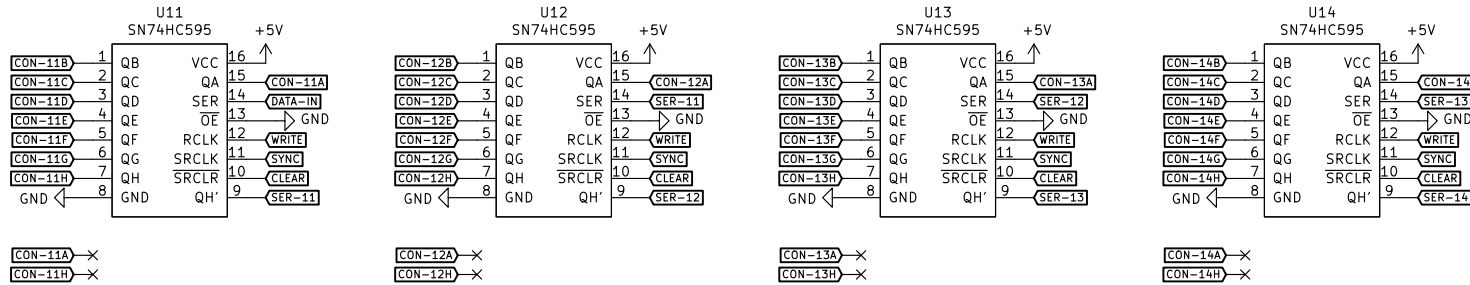 U11 U12 U13 U14
SN74HC595 SN74HC595 SN74HC595 SN74HC595
+5V +5V +5V +5V
CON-11B 1 QB VCC 16 CON-12B 1 QB VCC 16 CON-13B 1 QB VCC 16 CON-14B 1 QB VCC 16
CON-11C 2 QC QA 15 CON-11A CON-12C 2 QC QA 15 CON-12A CON-13C 2 QC QA 15 CON-13A CON-14C 2 QC QA 15 CON-14
CON-11D 3 QD SER 14 DATA-IN CON-12D 3 QD SER 14 SER-11 CON-13D 3 QD SER 14 SER-12 CON-14D 3 QD SER 14 SER-13
CON-11E 4 QE OE 13 GND CON-12E 4 QE OE 13 GND CON-13E 4 QE OE 13 GND CON-14E 4 QE OE 13 GND
CON-11F 5 QF RCLK 12 WRITE CON-12F 5 QF RCLK 12 WRITE CON-13F 5 QF RCLK 12 WRITE CON-14F 5 QF RCLK 12 WRITE
CON-11G 6 QG SRCLK 11 SYNC CON-12G 6 QG SRCLK 11 SYNC CON-13G 6 QG SRCLK 11 SYNC CON-14G 6 QG SRCLK 11 SYNC
CON-11H 7 QH SRCLR 10 CLEAR CON-12H 7 QH SRCLR 10 CLEAR CON-13H 7 QH SRCLR 10 CLEAR CON-14H 7 QH SRCLR 10 CLEAR
GND 8 GND QH' 9 SER-11 GND 8 GND QH' 9 SER-12 GND 8 GND QH' 9 SER-13 GND 8 GND QH' 9 SER-14
CON-11A CON-12A CON-13A CON-14A
CON-11H CON-12H CON-13H CON-14H